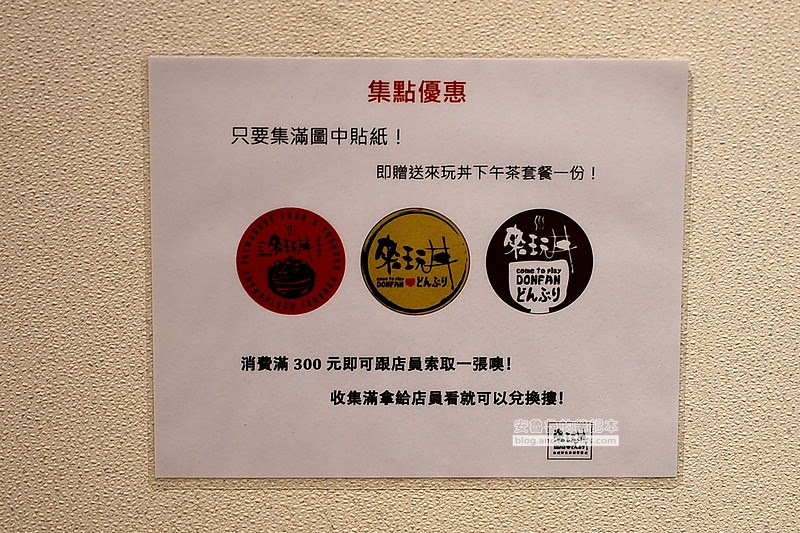 集點優惠
只要集滿圖中貼紙！
即贈送來玩丼下午茶套餐一份！
來玩丼
來玩丼
come to play
DONFAN どんぶり
來玩丼
come to play
DONFAN
どんぶり
消費滿 300 元即可跟店員索取一張噢!
收集滿拿給店員看就可以兌換摟!
來玩丼